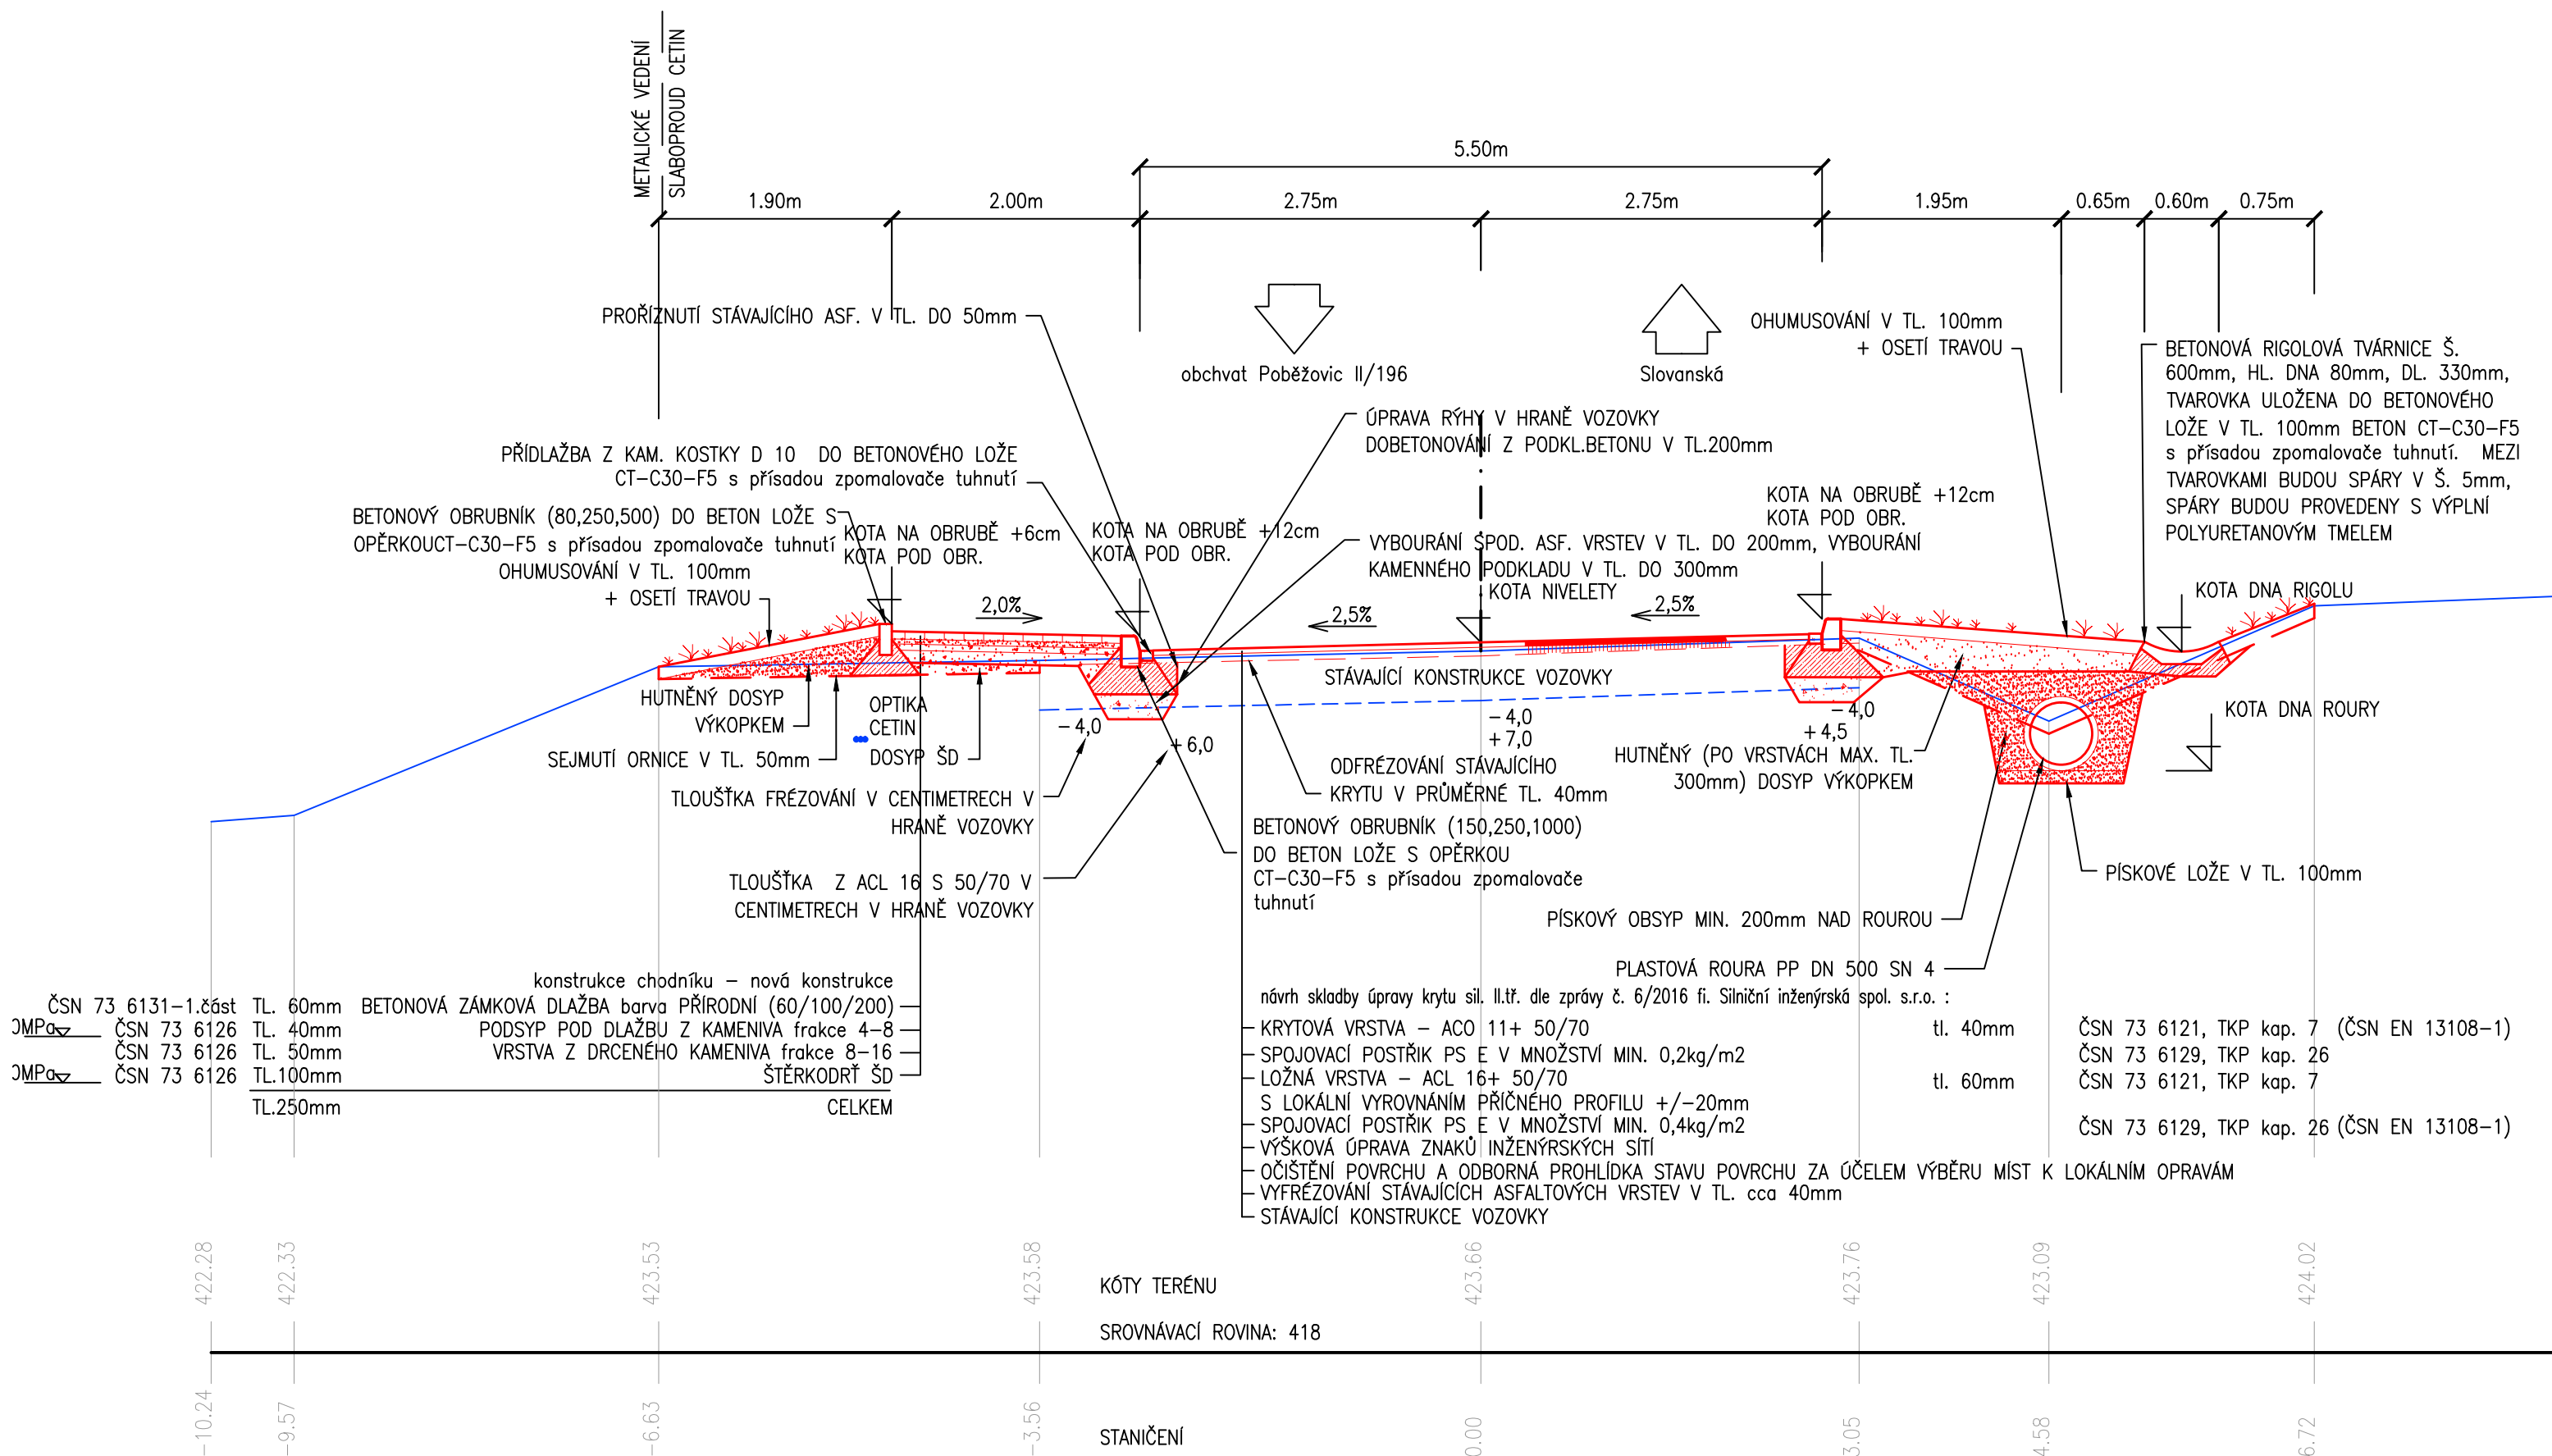 METALICKÉ VEDENÍ
SLABOPROUD CETIN
5.50m
1.90m
2.00m
2.75m
2.75m
1.95m
0.65m
0.60m
0.75m
PROŘÍZNUTÍ STÁVAJÍCÍHO ASF. V TL. DO 50mm
obchvat Poběžovic II/196
Slovanská
OHUMUSOVÁNÍ V TL. 100mm
+ OSETÍ TRAVOU
BETONOVÁ RIGOLOVÁ TVÁRNICE Š.
600mm, HL. DNA 80mm, DL. 330mm,
TVAROVKA ULOŽENA DO BETONOVÉHO
LOŽE V TL. 100mm BETON CT-C30-F5
s přísadou zpomalovače tuhnutí. MEZI
TVAROVKAMI BUDOU SPÁRY V Š. 5mm,
SPÁRY BUDOU PROVEDENY S VÝPLNÍ
POLYURETANOVÝM TMELEM
ÚPRAVA RÝHY V HRANĚ VOZOVKY
DOBETONOVÁNÍ Z PODKL.BETONU V TL.200mm
PŘÍDLAŽBA Z KAM. KOSTKY D 10 DO BETONOVÉHO LOŽE
CT-C30-F5 s přísadou zpomalovače tuhnutí
BETONOVÝ OBRUBNÍK (80,250,500) DO BETON LOŽE S
OPĚRKOUCT-C30-F5 s přísadou zpomalovače tuhnutí
KOTA NA OBRUBĚ +6cm
KOTA POD OBR.
KOTA NA OBRUBĚ +12cm
KOTA POD OBR.
KOTA NA OBRUBĚ +12cm
KOTA POD OBR.
VYBOURÁNÍ SPOD. ASF. VRSTEV V TL. DO 200mm, VYBOURÁNÍ
KAMENNÉHO PODKLADU V TL. DO 300mm
KOTA NIVELETY
OHUMUSOVÁNÍ V TL. 100mm
+ OSETÍ TRAVOU
KOTA DNA RIGOLU
2,0%
2,5%
2,5%
STÁVAJÍCÍ KONSTRUKCE VOZOVKY
HUTNĚNÝ DOSYP
VÝKOPKEM
OPTIKA
CETIN
SEJMUTÍ ORNICE V TL. 50mm
DOSYP ŠD
-4,0
+6,0
-4,0
+7,0
-4,0
+4,5
KOTA DNA ROURY
HUTNĚNÝ (PO VRSTVÁCH MAX. TL.
300mm) DOSYP VÝKOPKEM
ODFRÉZOVÁNÍ STÁVAJÍCÍHO
KRYTU V PRŮMĚRNÉ TL. 40mm
TLOUŠŤKA FRÉZOVÁNÍ V CENTIMETRECH V
HRANĚ VOZOVKY
BETONOVÝ OBRUBNÍK (150,250,1000)
DO BETON LOŽE S OPĚRKOU
CT-C30-F5 s přísadou zpomalovače
tuhnutí
TLOUŠŤKA Z ACL 16 S 50/70 V
CENTIMETRECH V HRANĚ VOZOVKY
PÍSKOVÉ LOŽE V TL. 100mm
PÍSKOVÝ OBSYP MIN. 200mm NAD ROUROU
PLASTOVÁ ROURA PP DN 500 SN 4
konstrukce chodníku - nová konstrukce
ČSN 73 6131-1.část TL. 60mm BETONOVÁ ZÁMKOVÁ DLAŽBA barva PŘÍRODNÍ (60/100/200)
MPa ČSN 73 6126 TL. 40mm PODSYP POD DLAŽBU Z KAMENIVA frakce 4-8
ČSN 73 6126 TL. 50mm VRSTVA Z DRCENÉHO KAMENIVA frakce 8-16
MPa ČSN 73 6126 TL.100mm ŠTĚRKODRŤ ŠD
TL.250mm CELKEM
návrh skladby úpravy krytu sil. II.tř. dle zprávy č. 6/2016 fi. Silniční inženýrská spol. s.r.o. :
KRYTOVÁ VRSTVA - ACO 11+ 50/70 tl. 40mm ČSN 73 6121, TKP kap. 7 (ČSN EN 13108-1)
SPOJOVACÍ POSTŘIK PS E V MNOŽSTVÍ MIN. 0,2kg/m2 ČSN 73 6129, TKP kap. 26
LOŽNÁ VRSTVA - ACL 16+ 50/70 tl. 60mm ČSN 73 6121, TKP kap. 7
S LOKÁLNÍ VYROVNÁNÍM PŘÍČNÉHO PROFILU +/-20mm
SPOJOVACÍ POSTŘIK PS E V MNOŽSTVÍ MIN. 0,4kg/m2 ČSN 73 6129, TKP kap. 26 (ČSN EN 13108-1)
VÝŠKOVÁ ÚPRAVA ZNAKŮ INŽENÝRSKÝCH SÍTÍ
OČIŠTĚNÍ POVRCHU A ODBORNÁ PROHLÍDKA STAVU POVRCHU ZA ÚČELEM VÝBĚRU MÍST K LOKÁLNÍM OPRAVÁM
VYFRÉZOVÁNÍ STÁVAJÍCÍCH ASFALTOVÝCH VRSTEV V TL. cca 40mm
STÁVAJÍCÍ KONSTRUKCE VOZOVKY
422.28
422.33
423.53
423.58
423.66
423.76
423.09
424.02
KÓTY TERÉNU
SROVNÁVACÍ ROVINA: 418
-10.24
-9.57
-6.63
-3.56
0.00
3.05
4.58
6.72
STANIČENÍ